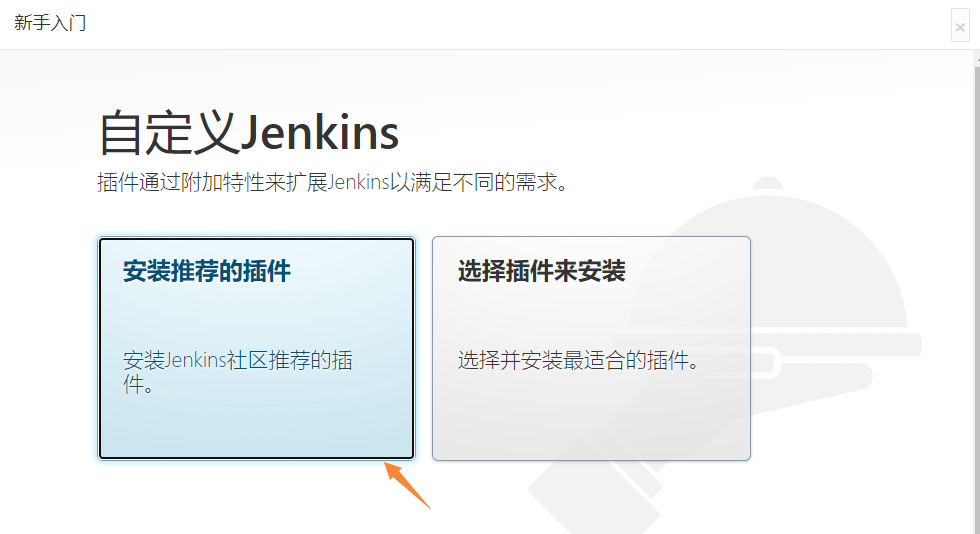 新手入门
×
自定义Jenkins
插件通过附加特性来扩展Jenkins以满足不同的需求。
安装推荐的插件
安装Jenkins社区推荐的插
件。
选择插件来安装
选择并安装最适合的插件。